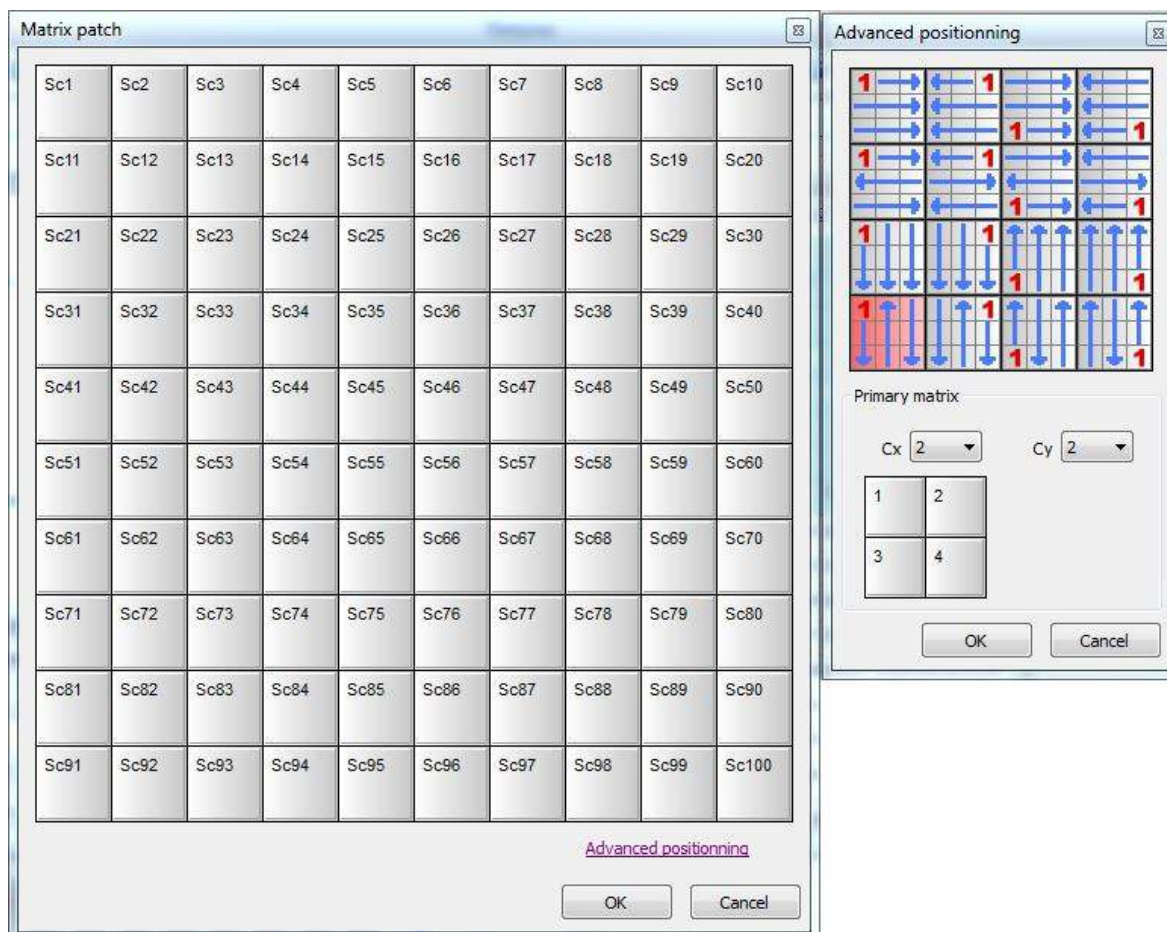 Matrix patch
Sc1 Sc2 Sc3 Sc4 Sc5 Sc6 Sc7 Sc8 Sc9 Sc10
Sc11 Sc12 Sc13 Sc14 Sc15 Sc16 Sc17 Sc18 Sc19 Sc20
Sc21 Sc22 Sc23 Sc24 Sc25 Sc26 Sc27 Sc28 Sc29 Sc30
Sc31 Sc32 Sc33 Sc34 Sc35 Sc36 Sc37 Sc38 Sc39 Sc40
Sc41 Sc42 Sc43 Sc44 Sc45 Sc46 Sc47 Sc48 Sc49 Sc50
Sc51 Sc52 Sc53 Sc54 Sc55 Sc56 Sc57 Sc58 Sc59 Sc60
Sc61 Sc62 Sc63 Sc64 Sc65 Sc66 Sc67 Sc68 Sc69 Sc70
Sc71 Sc72 Sc73 Sc74 Sc75 Sc76 Sc77 Sc78 Sc79 Sc80
Sc81 Sc82 Sc83 Sc84 Sc85 Sc86 Sc87 Sc88 Sc89 Sc90
Sc91 Sc92 Sc93 Sc94 Sc95 Sc96 Sc97 Sc98 Sc99 Sc100
Advanced positionning
OK Cancel
Advanced positionning
1 1
1 1
1 1
1 1
1 1
1 1
1 1
1 1
Primary matrix
Cx 2 Cy 2
1 2
3 4
OK Cancel